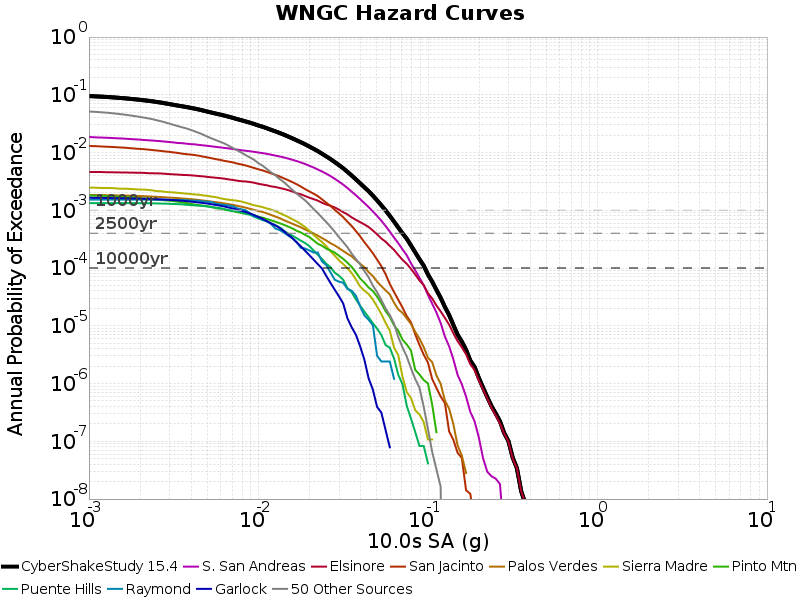 WNGC Hazard Curves
Annual Probability of Exceedance
10^0
10^-1
10^-2
10^-3
10^-4
10^-5
10^-6
10^-7
10^-8
1000yr
2500yr
10000yr
10^-3 10^-2 10^-1 10^0 10^1
10.0s SA (g)
CyberShakeStudy 15.4 S. San Andreas Elsinore San Jacinto Palos Verdes Sierra Madre Pinto Mtn
Puente Hills Raymond Garlock 50 Other Sources